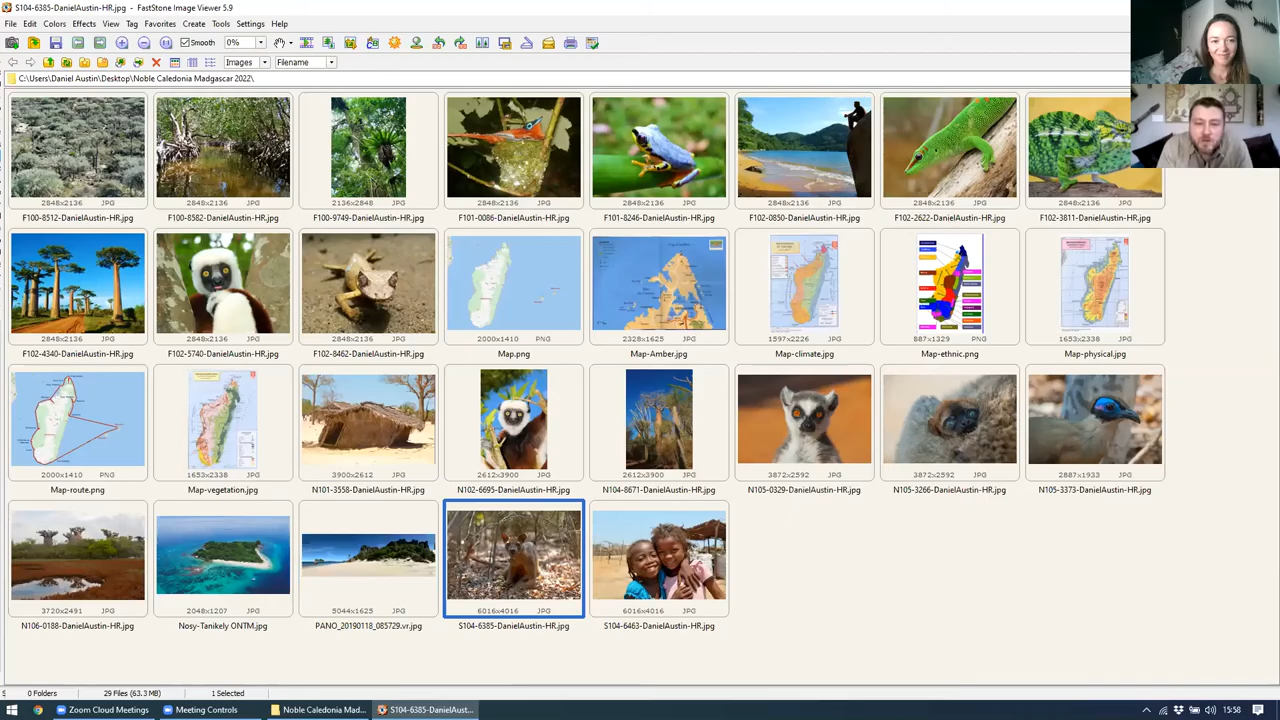 S104-6385-DanielAustin-HR.jpg - FastStone Image Viewer 5.9
File Edit Colors Effects View Tag Favorites Create Tools Settings Help
Smooth 0%
Images Filename
C:\Users\Daniel Austin\Desktop\Noble Caledonia Madgascar 2022\
2848x2136 JPG 2848x2136 JPG 2136x2848 JPG 2848x2136 JPG 2848x2136 JPG 2848x2136 JPG 2848x2136 JPG 2848x2136 JPG
F100-8512-DanielAustin-HR.jpg F100-8582-DanielAustin-HR.jpg F100-9749-DanielAustin-HR.jpg F101-0086-DanielAustin-HR.jpg F101-8246-DanielAustin-HR.jpg F102-0850-DanielAustin-HR.jpg F102-2622-DanielAustin-HR.jpg F102-3811-DanielAustin-HR.jpg
2848x2136 JPG 2848x2136 JPG 2848x2136 JPG 2000x1410 PNG 2328x1625 JPG 1597x2226 JPG 887x1329 PNG 1653x2338 JPG
F102-4340-DanielAustin-HR.jpg F102-5740-DanielAustin-HR.jpg F102-8462-DanielAustin-HR.jpg Map.png Map-Amber.jpg Map-climate.jpg Map-ethnic.png Map-physical.jpg
2000x1410 PNG 1653x2338 JPG 3900x2612 JPG 2612x3900 JPG 2612x3900 JPG 3872x2592 JPG 3872x2592 JPG 2887x1933 JPG
Map-route.png Map-vegetation.jpg N101-3558-DanielAustin-HR.jpg N102-6695-DanielAustin-HR.jpg N104-8671-DanielAustin-HR.jpg N105-0329-DanielAustin-HR.jpg N105-3266-DanielAustin-HR.jpg N105-3373-DanielAustin-HR.jpg
3720x2491 JPG 2048x1207 JPG 5044x1625 JPG 6016x4016 JPG 6016x4016 JPG
N106-0188-DanielAustin-HR.jpg Nosy-Tanikely ONTM.jpg PANO_20190118_085729.vr.jpg S104-6385-DanielAustin-HR.jpg S104-6463-DanielAustin-HR.jpg
0 Folders 29 Files (63.3 MB) 1 Selected
Zoom Cloud Meetings Meeting Controls Noble Caledonia Mad... S104-6385-DanielAust... 15:58